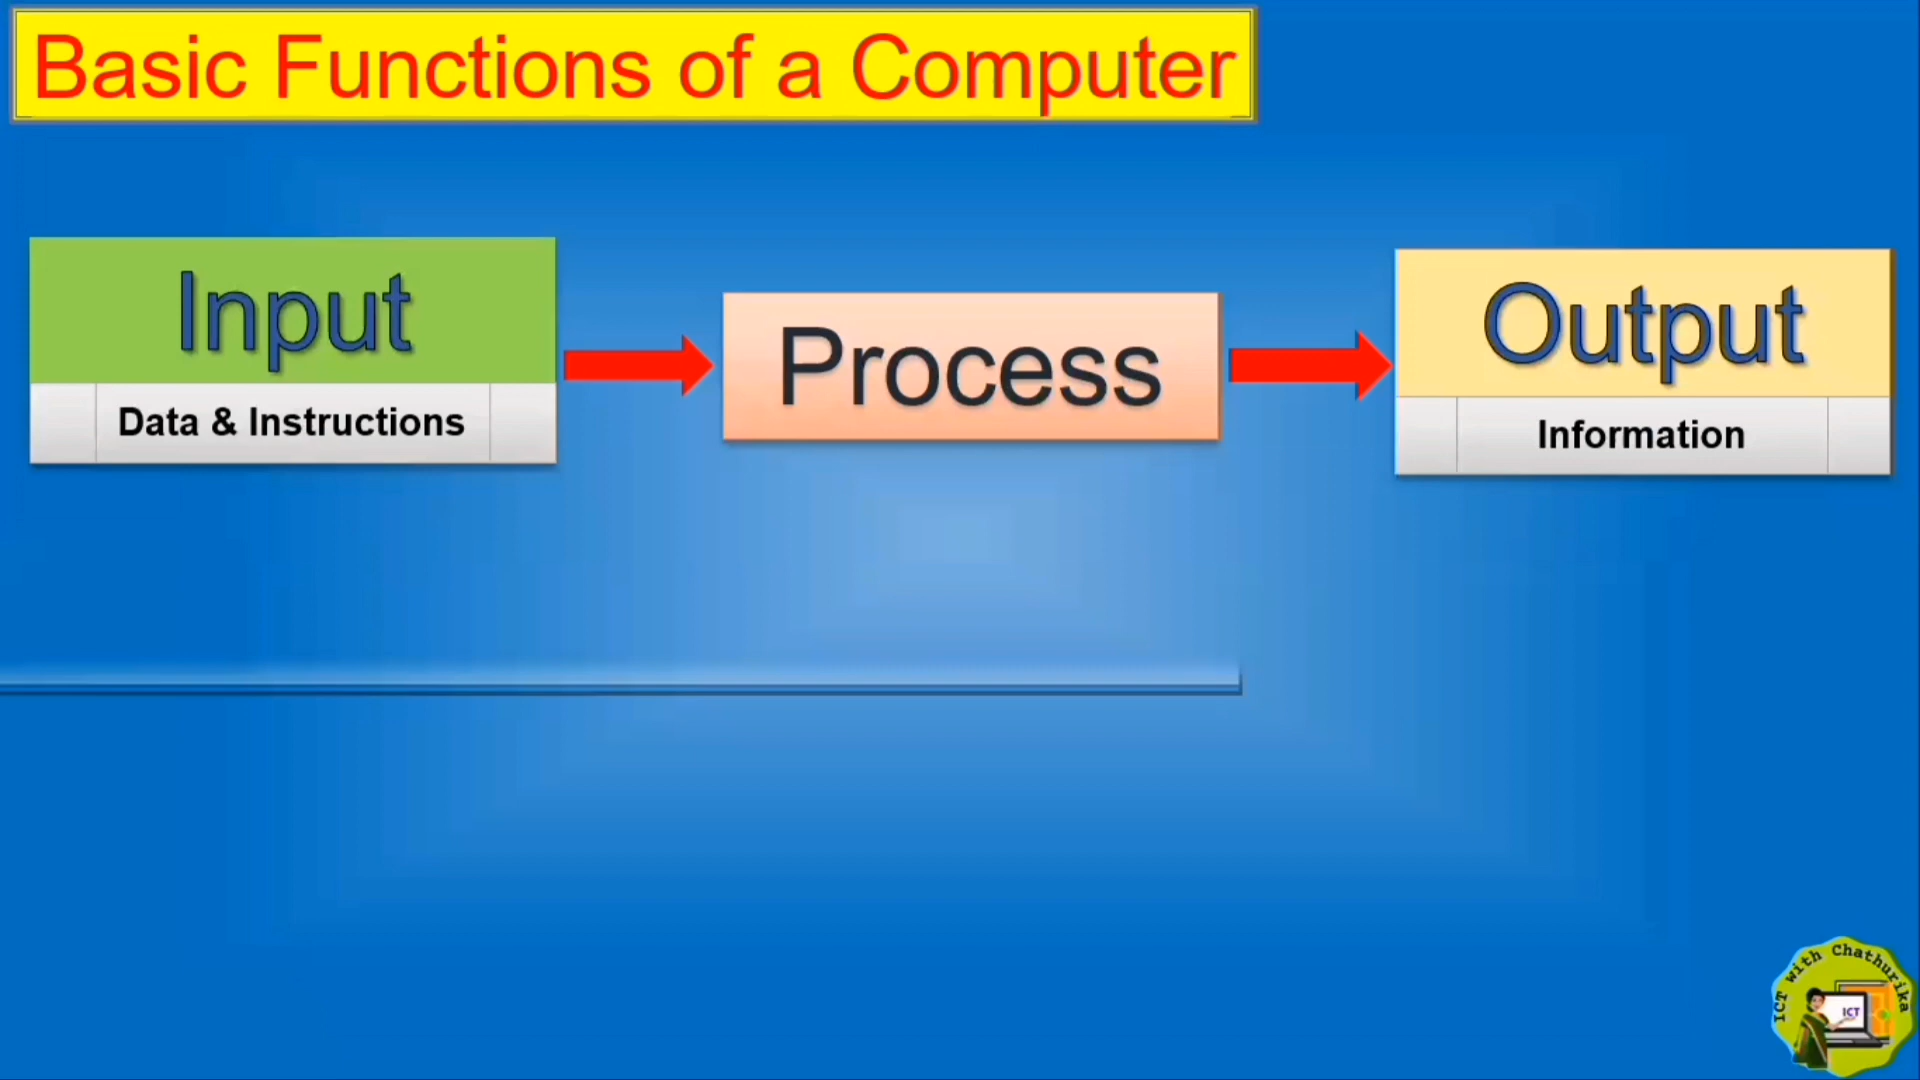 Basic Functions of a Computer
Input
Data & Instructions
Process
Output
Information
ICT with Chathurika
ICT